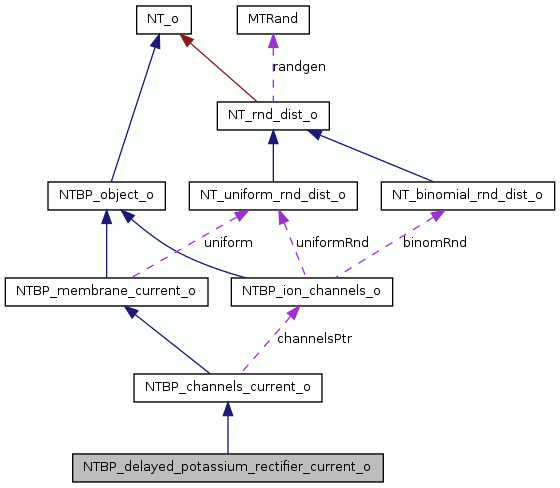 NT_o
MTRand
randgen
NT_rnd_dist_o
NTBP_object_o
NT_uniform_rnd_dist_o
NT_binomial_rnd_dist_o
uniform
uniformRnd
binomRnd
NTBP_membrane_current_o
NTBP_ion_channels_o
channelsPtr
NTBP_channels_current_o
NTBP_delayed_potassium_rectifier_current_o